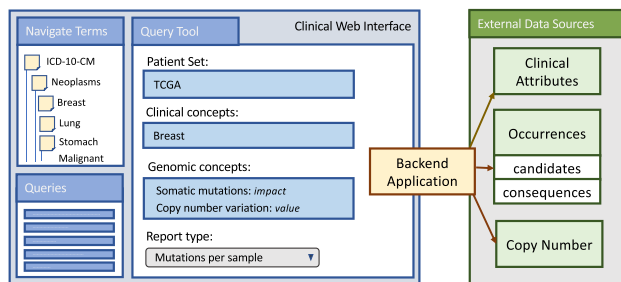 Clinical Web Interface
Navigate Terms
ICD-10-CM
Neoplasms
Breast
Lung
Stomach
Malignant
Queries
Query Tool
Patient Set:
TCGA
Clinical concepts:
Breast
Genomic concepts:
Somatic mutations: impact
Copy number variation: value
Report type:
Mutations per sample
Backend
Application
External Data Sources
Clinical
Attributes
Occurrences
candidates
consequences
Copy Number